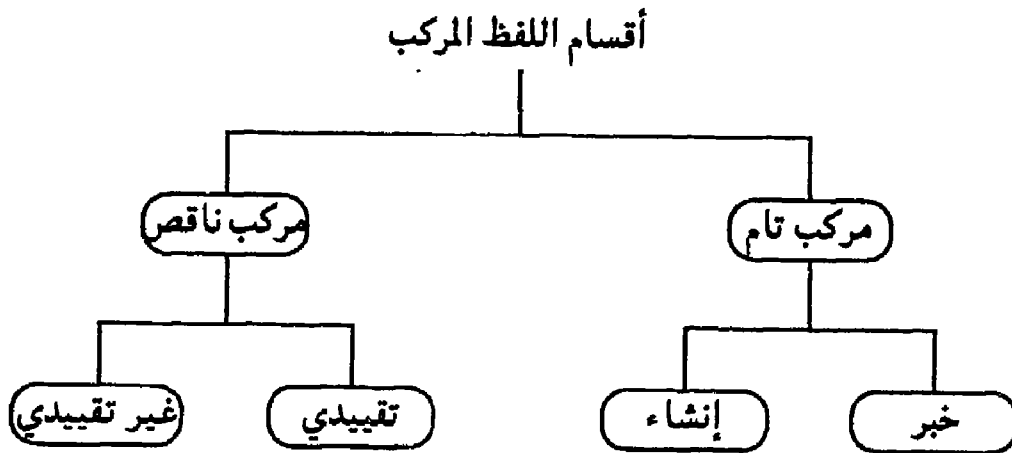 أقسام اللفظ المركب
مركب تام
مركب ناقص
خبر
إنشاء
تقييدي
غير تقييدي